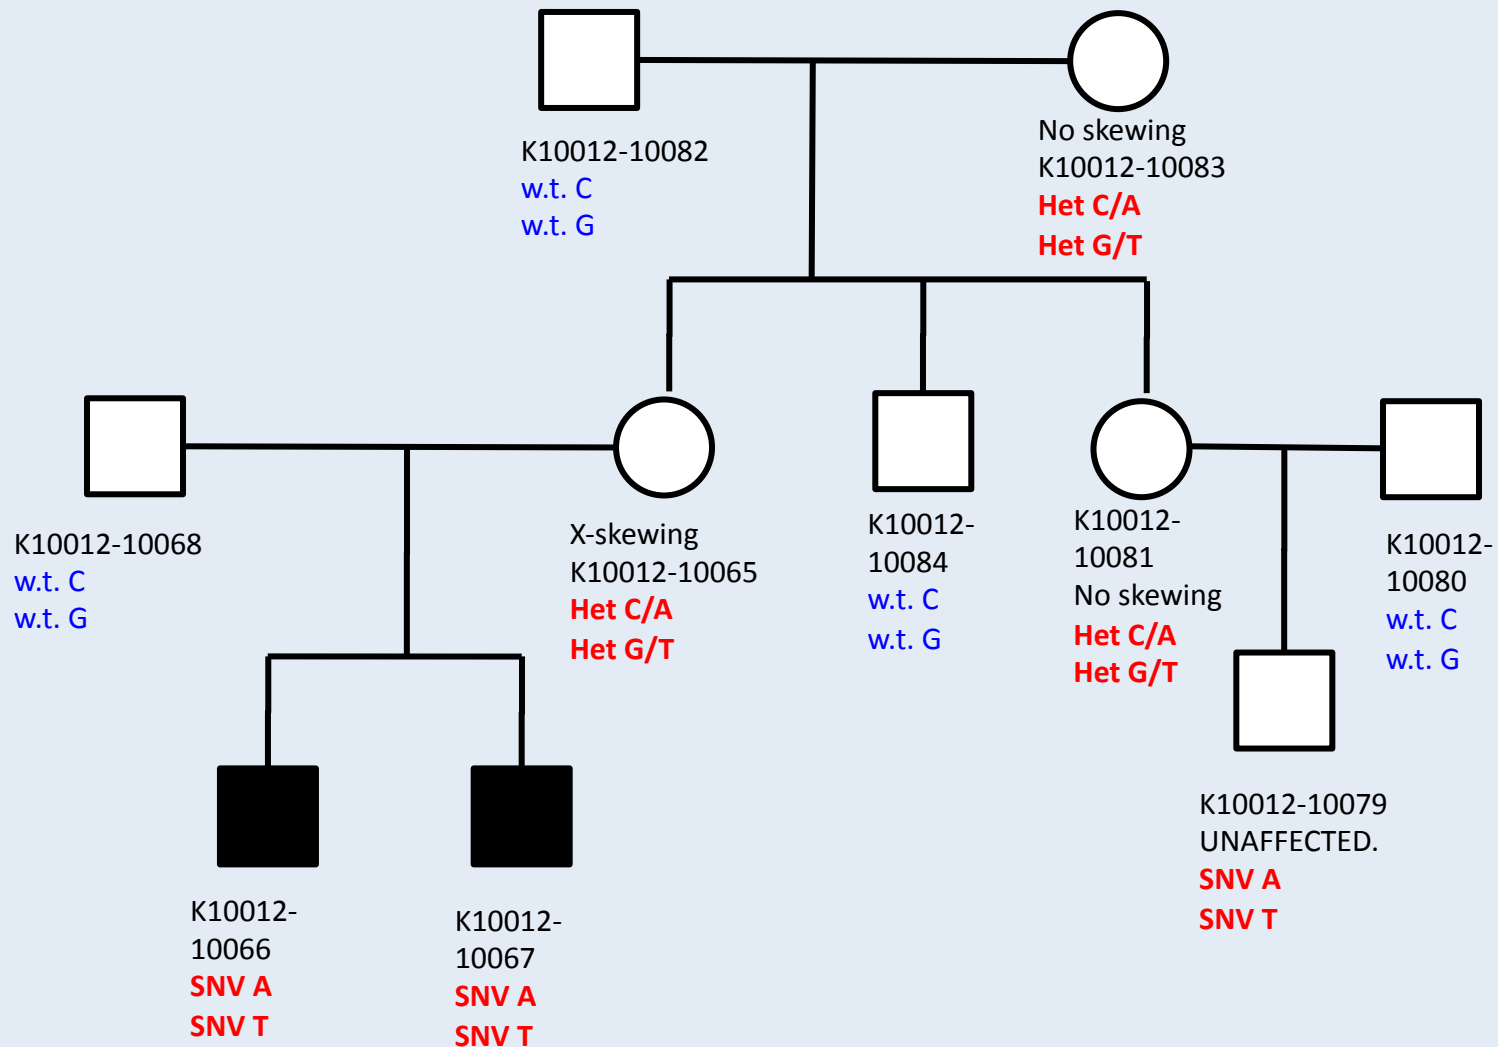 K10012-10082
w.t. C
w.t. G
No skewing
K10012-10083
Het C/A
Het G/T
K10012-10068
w.t. C
w.t. G
X-skewing
K10012-10065
Het C/A
Het G/T
K10012-
10084
w.t. C
w.t. G
K10012-
10081
No skewing
Het C/A
Het G/T
K10012-
10080
w.t. C
w.t. G
K10012-
10066
SNV A
SNV T
K10012-
10067
SNV A
SNV T
K10012-10079
UNAFFECTED.
SNV A
SNV T